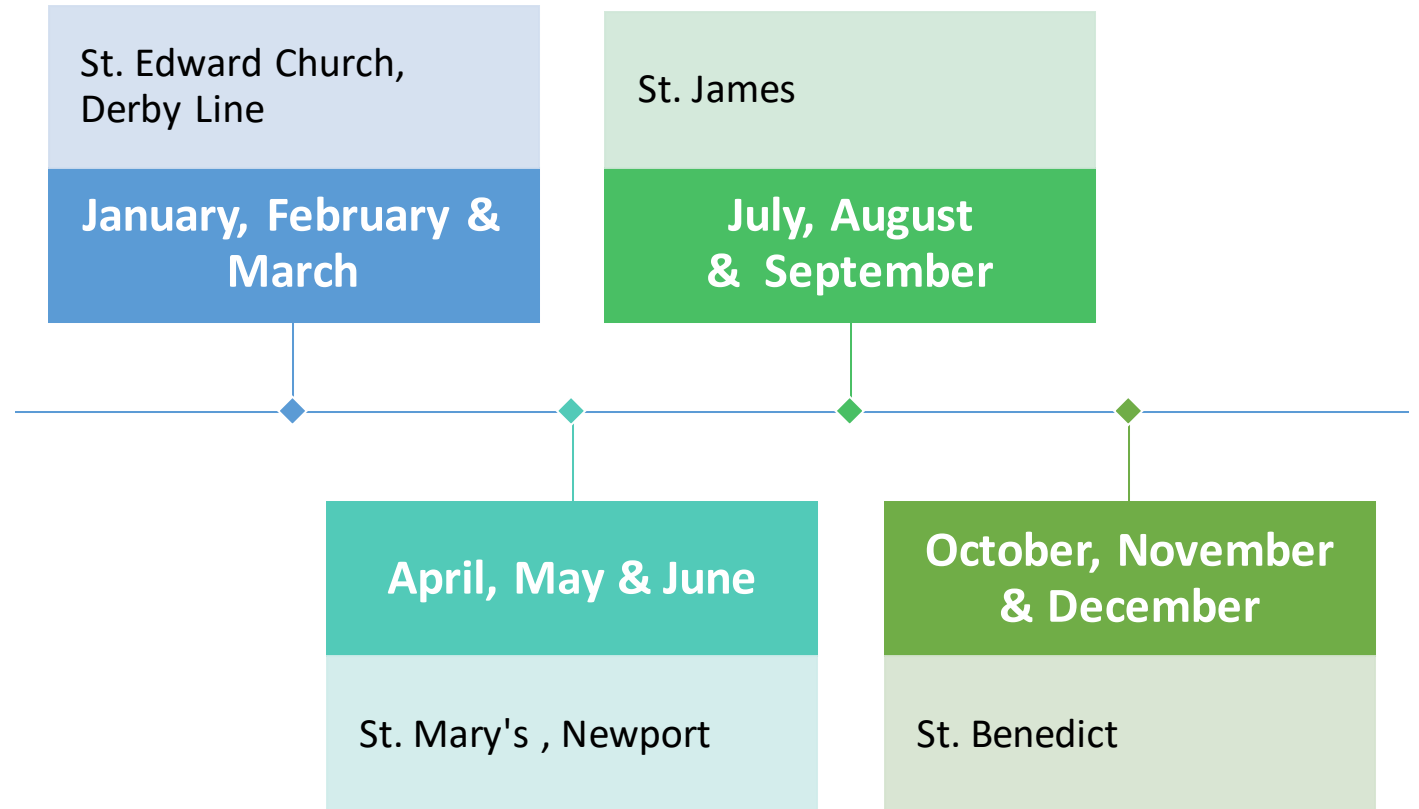 St. Edward Church,
Derby Line
January, February &
March
St. James
July, August
& September
April, May & June
St. Mary's , Newport
October, November
& December
St. Benedict